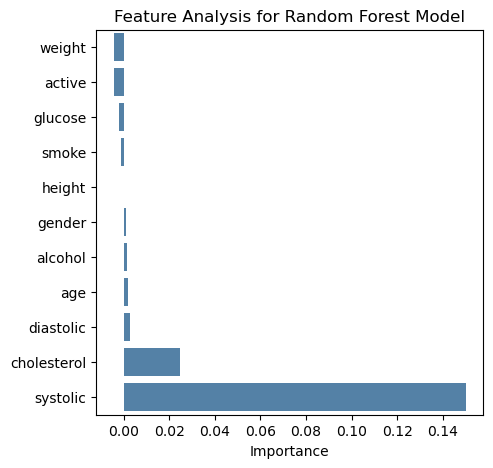 Feature Analysis for Random Forest Model
weight
active
glucose
smoke
height
gender
alcohol
age
diastolic
cholesterol
systolic
0.00 0.02 0.04 0.06 0.08 0.10 0.12 0.14
Importance